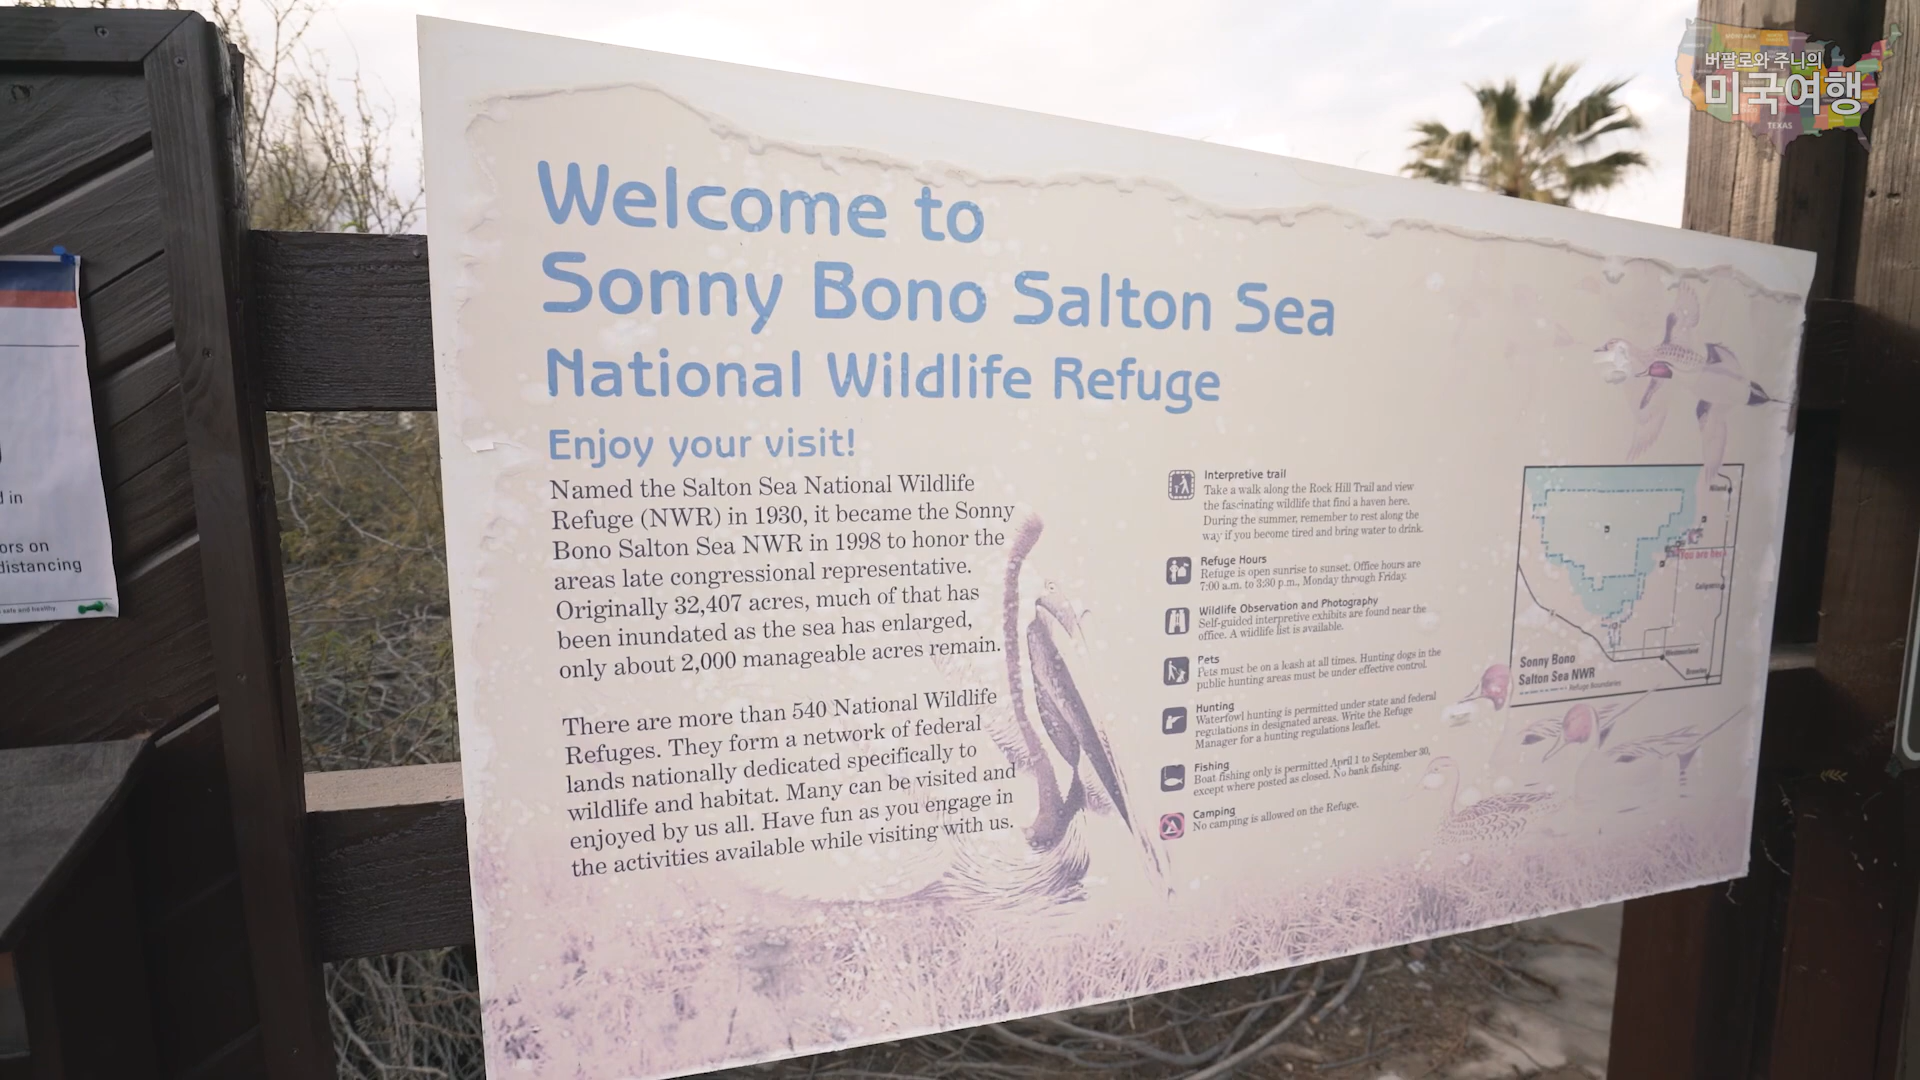 버팔로와 주니의
미국여행
TEXAS
Welcome to
Sonny Bono Salton Sea
National Wildlife Refuge
Enjoy your visit!
Named the Salton Sea National Wildlife
Refuge (NWR) in 1930, it became the Sonny
Bono Salton Sea NWR in 1998 to honor the
areas late congressional representative.
Originally 32,407 acres, much of that has
been inundated as the sea has enlarged,
only about 2,000 manageable acres remain.
There are more than 540 National Wildlife
Refuges. They form a network of federal
lands nationally dedicated specifically to
wildlife and habitat. Many can be visited and
enjoyed by us all. Have fun as you engage in
the activities available while visiting with us.
Interpretive trail
Take a walk along the Rock Hill Trail and view
the fascinating wildlife that find a haven here.
During the summer, remember to rest along the
way if you become tired and bring water to drink.
Refuge Hours
Refuge is open sunrise to sunset. Office hours are
7:00 a.m. to 3:30 p.m., Monday through Friday.
Wildlife Observation and Photography
Self-guided interpretive exhibits are found near the
office. A wildlife list is available.
Pets
Pets must be on a leash at all times. Hunting dogs in the
public hunting areas must be under effective control.
Hunting
Waterfowl hunting is permitted under state and federal
regulations in designated areas. Write the Refuge
Manager for a hunting regulations leaflet.
Fishing
Boat fishing only is permitted April 1 to September 30,
except where posted as closed. No bank fishing.
Camping
No camping is allowed on the Refuge.
Niland
You are here
Calipatria
Westmorland
Brawley
Sonny Bono
Salton Sea NWR
Refuge Boundaries
d in
ors on
distancing
safe and healthy.